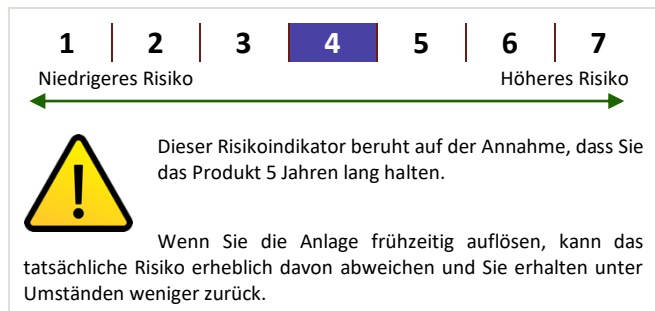 1 2 3 4 5 6 7
Niedrigeres Risiko Höheres Risiko
Dieser Risikoindikator beruht auf der Annahme, dass Sie
das Produkt 5 Jahren lang halten.
Wenn Sie die Anlage frühzeitig auflösen, kann das
tatsächliche Risiko erheblich davon abweichen und Sie erhalten unter
Umständen weniger zurück.